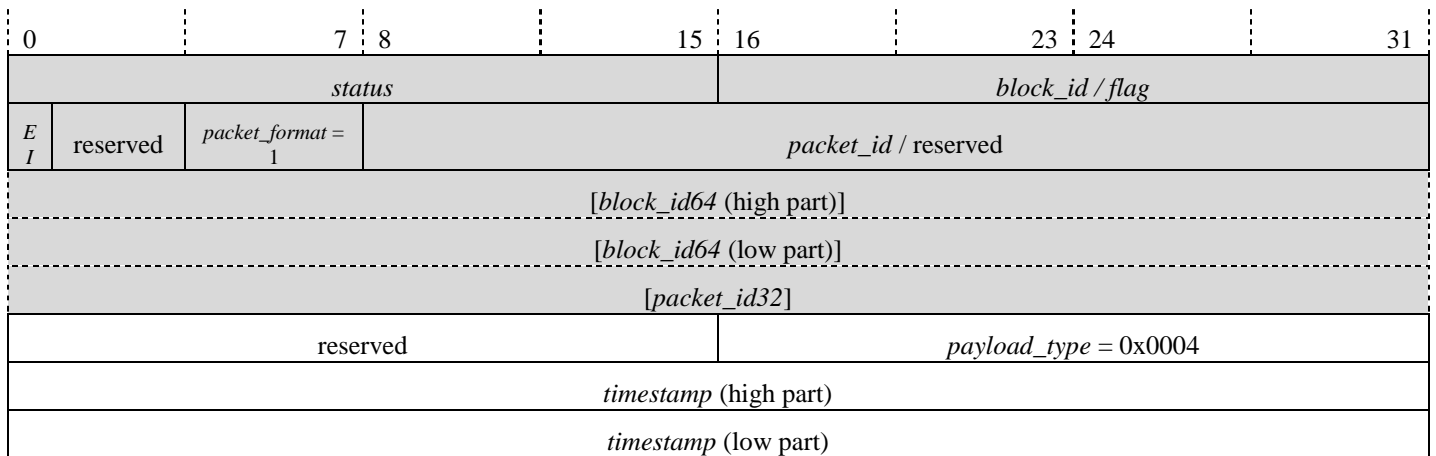 0 7 8 15 16 23 24 31
status block_id / flag
E
I reserved packet_format =
1 packet_id / reserved
[block_id64 (high part)]
[block_id64 (low part)]
[packet_id32]
reserved payload_type = 0x0004
timestamp (high part)
timestamp (low part)